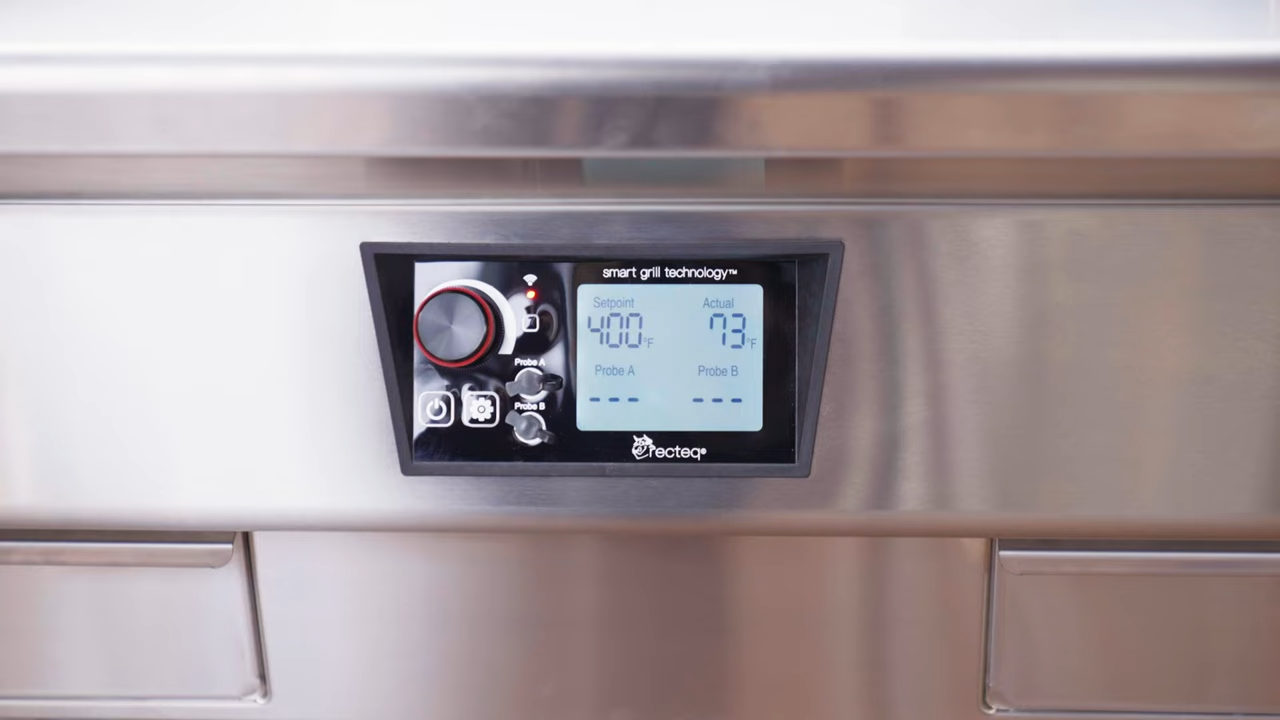 smart grill technology™
Setpoint Actual
400°F 73°F
Probe A Probe B
--- ---
Probe A
Probe B
recteq®